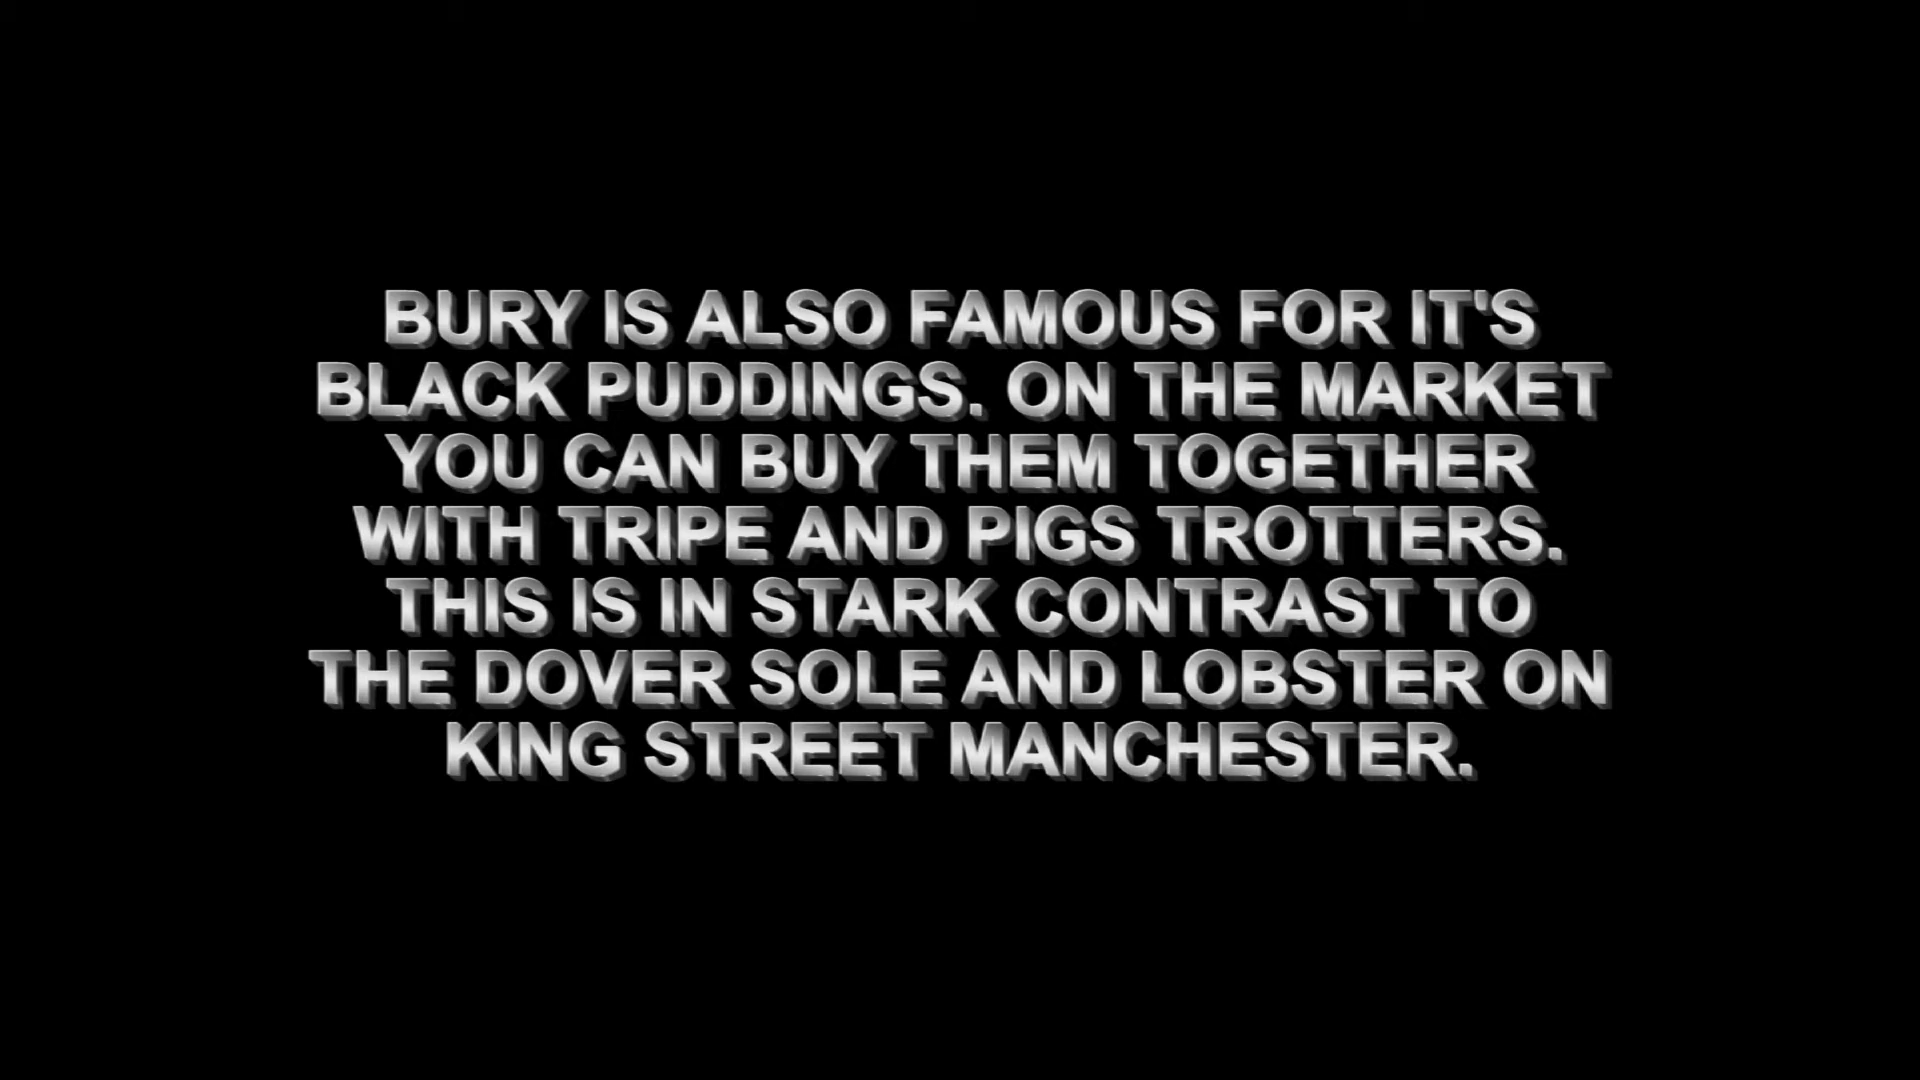 BURY IS ALSO FAMOUS FOR IT'S
BLACK PUDDINGS. ON THE MARKET
YOU CAN BUY THEM TOGETHER
WITH TRIPE AND PIGS TROTTERS.
THIS IS IN STARK CONTRAST TO
THE DOVER SOLE AND LOBSTER ON
KING STREET MANCHESTER.